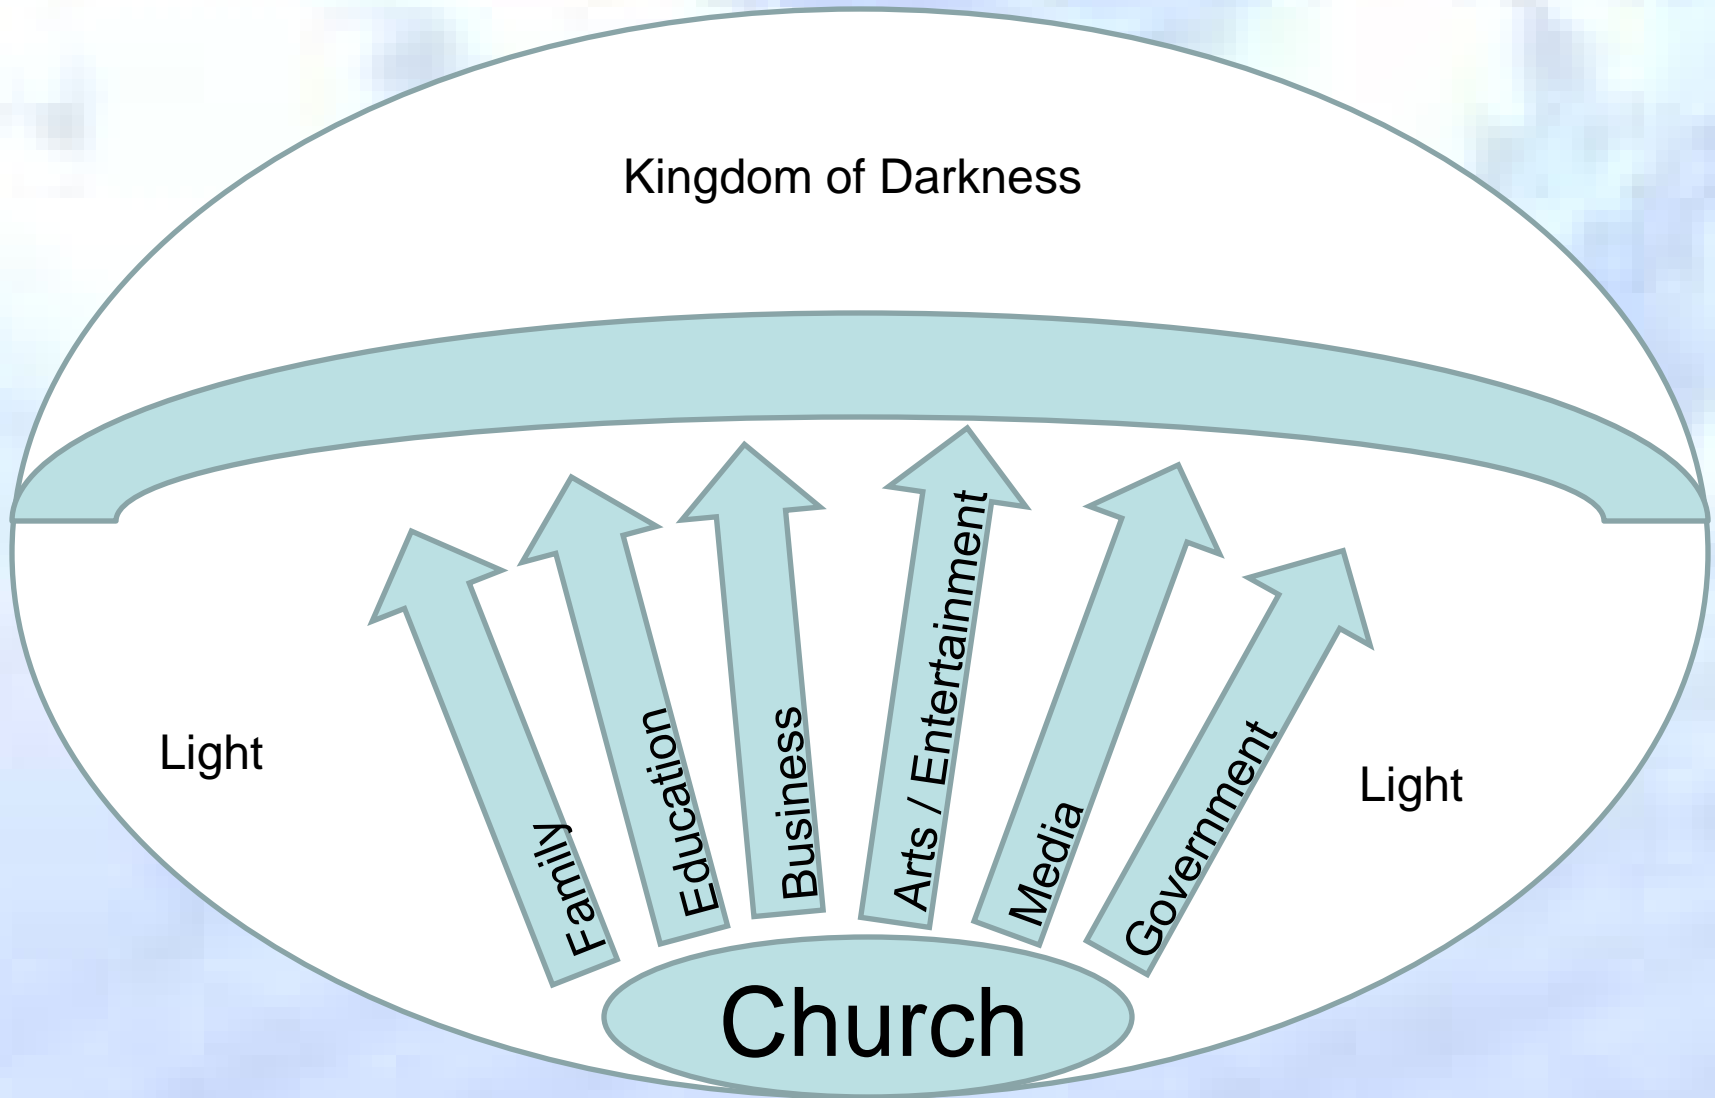 Kingdom of Darkness
Light
Family
Education
Business
Arts / Entertainment
Media
Government
Light
Church